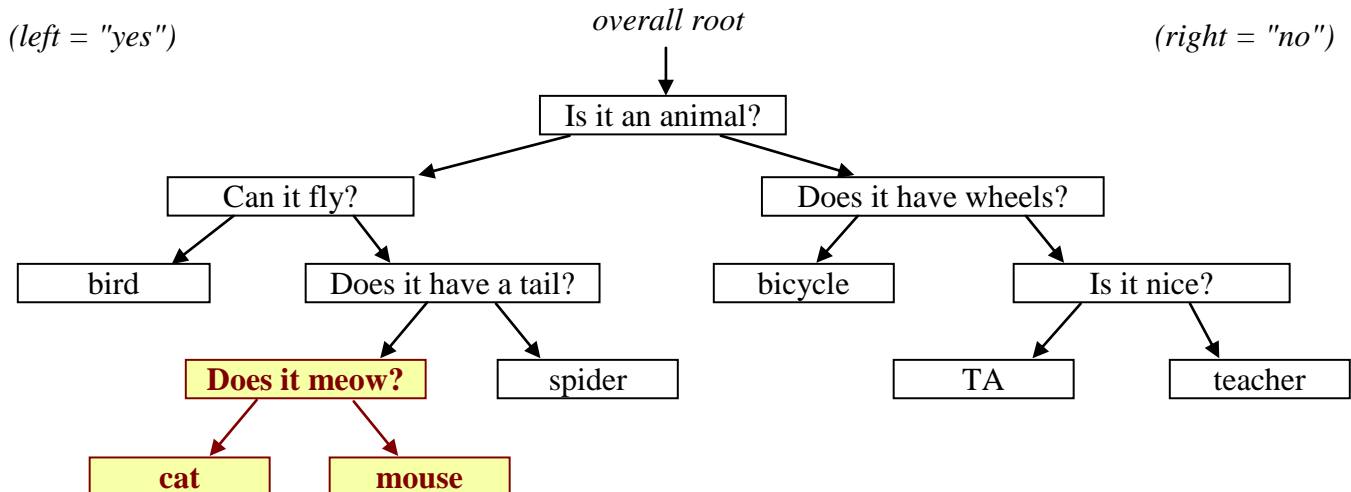 overall root
(left = "yes")
(right = "no")
Is it an animal?
Can it fly?
Does it have wheels?
bird
Does it have a tail?
bicycle
Is it nice?
Does it meow?
spider
TA
teacher
cat
mouse